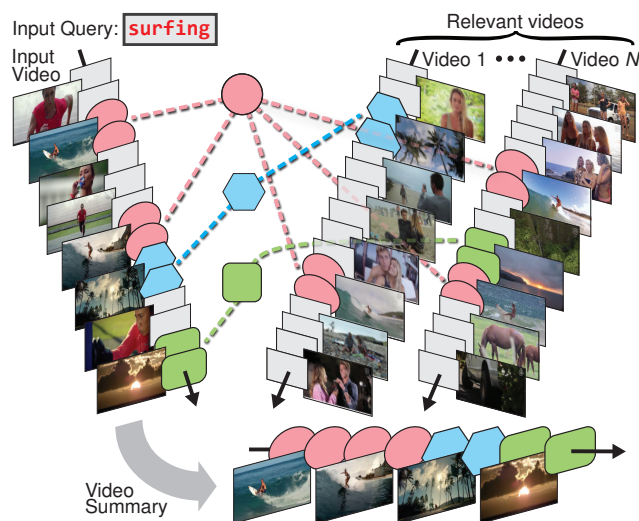 Input Query: surfing
Relevant videos
Input
Video
Video 1
Video N
Video
Summary